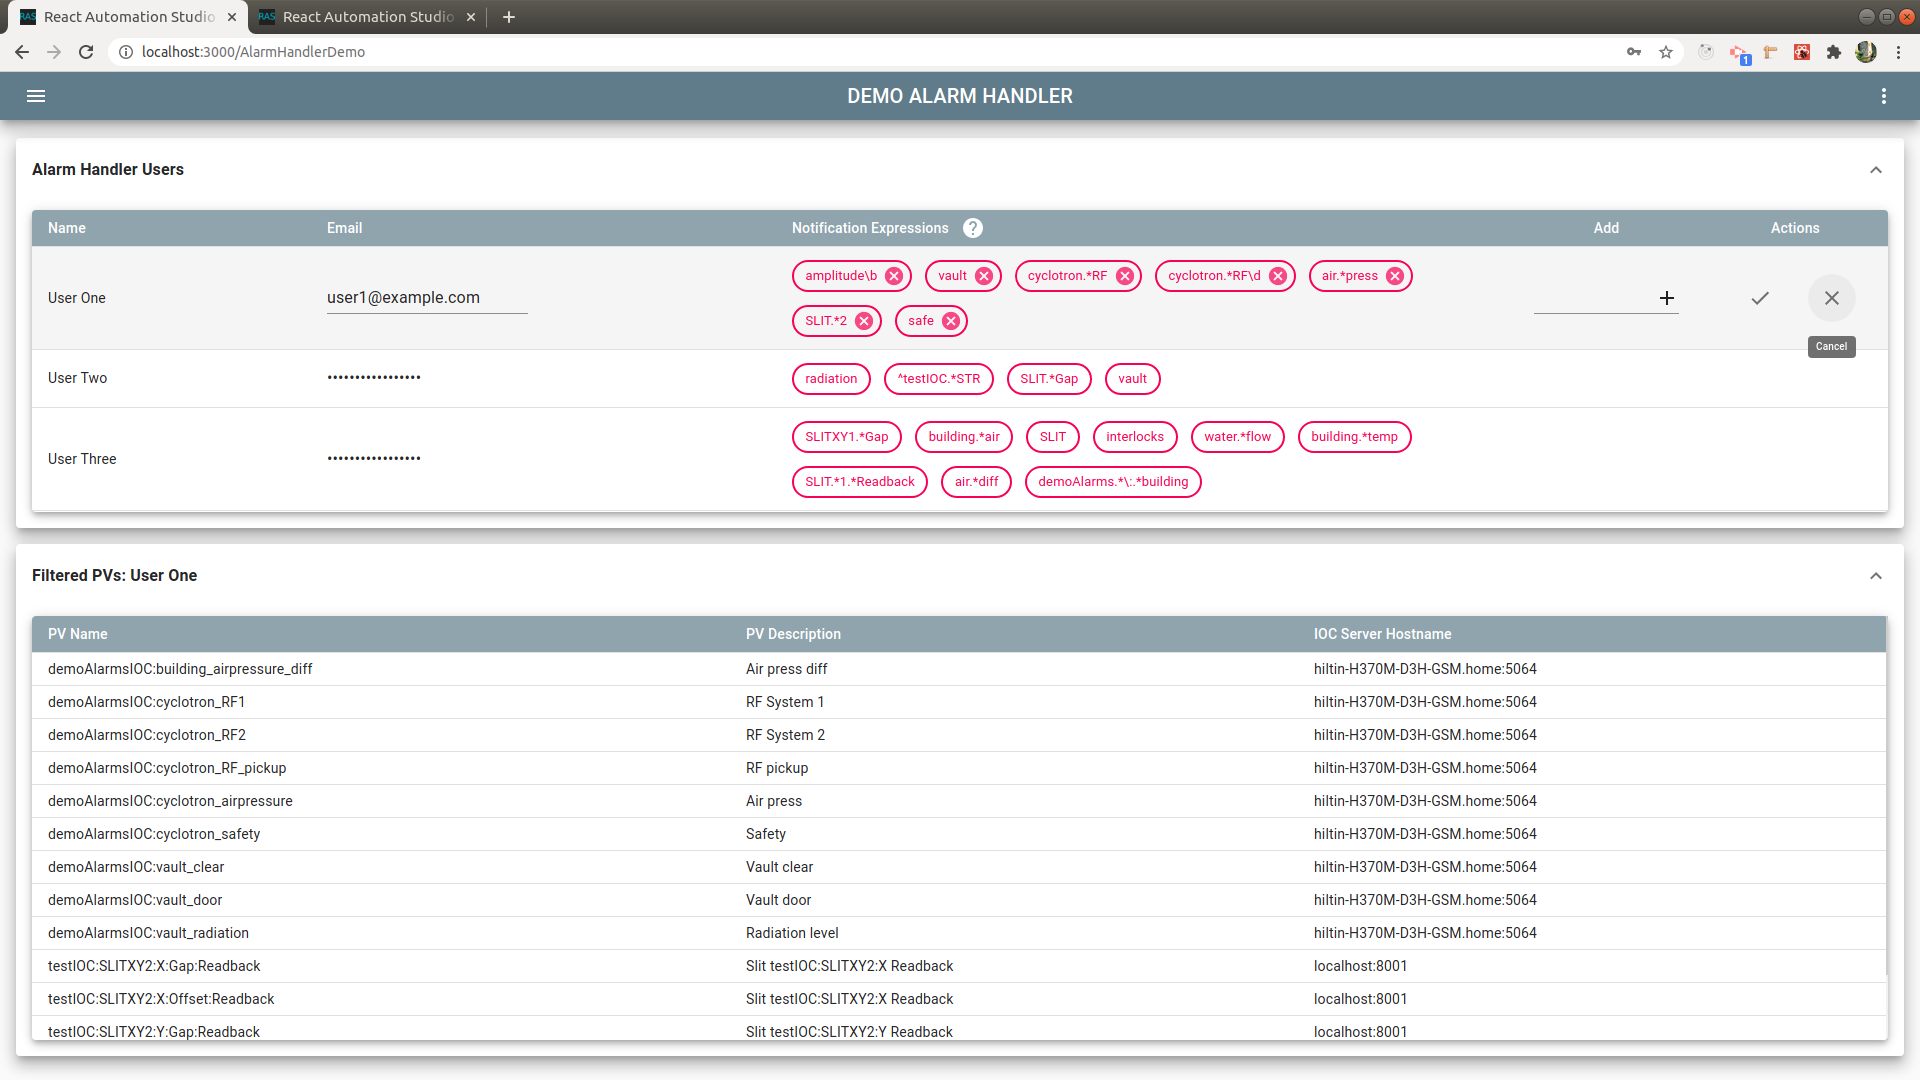 RAS React Automation Studio
RAS React Automation Studio
localhost:3000/AlarmHandlerDemo
1
DEMO ALARM HANDLER
Alarm Handler Users
Name Email Notification Expressions ? Add Actions
amplitude\b vault cyclotron.*RF cyclotron.*RF\d air.*press
User One user1@example.com
SLIT.*2 safe
Cancel
User Two ••••••••••••••••• radiation ^testIOC.*STR SLIT.*Gap vault
SLITXY1.*Gap building.*air SLIT interlocks water.*flow building.*temp
User Three •••••••••••••••••
SLIT.*1.*Readback air.*diff demoAlarms.*\:.*building
Filtered PVs: User One
PV Name PV Description IOC Server Hostname
demoAlarmsIOC:building_airpressure_diff Air press diff hiltin-H370M-D3H-GSM.home:5064
demoAlarmsIOC:cyclotron_RF1 RF System 1 hiltin-H370M-D3H-GSM.home:5064
demoAlarmsIOC:cyclotron_RF2 RF System 2 hiltin-H370M-D3H-GSM.home:5064
demoAlarmsIOC:cyclotron_RF_pickup RF pickup hiltin-H370M-D3H-GSM.home:5064
demoAlarmsIOC:cyclotron_airpressure Air press hiltin-H370M-D3H-GSM.home:5064
demoAlarmsIOC:cyclotron_safety Safety hiltin-H370M-D3H-GSM.home:5064
demoAlarmsIOC:vault_clear Vault clear hiltin-H370M-D3H-GSM.home:5064
demoAlarmsIOC:vault_door Vault door hiltin-H370M-D3H-GSM.home:5064
demoAlarmsIOC:vault_radiation Radiation level hiltin-H370M-D3H-GSM.home:5064
testIOC:SLITXY2:X:Gap:Readback Slit testIOC:SLITXY2:X Readback localhost:8001
testIOC:SLITXY2:X:Offset:Readback Slit testIOC:SLITXY2:X Readback localhost:8001
testIOC:SLITXY2:Y:Gap:Readback Slit testIOC:SLITXY2:Y Readback localhost:8001